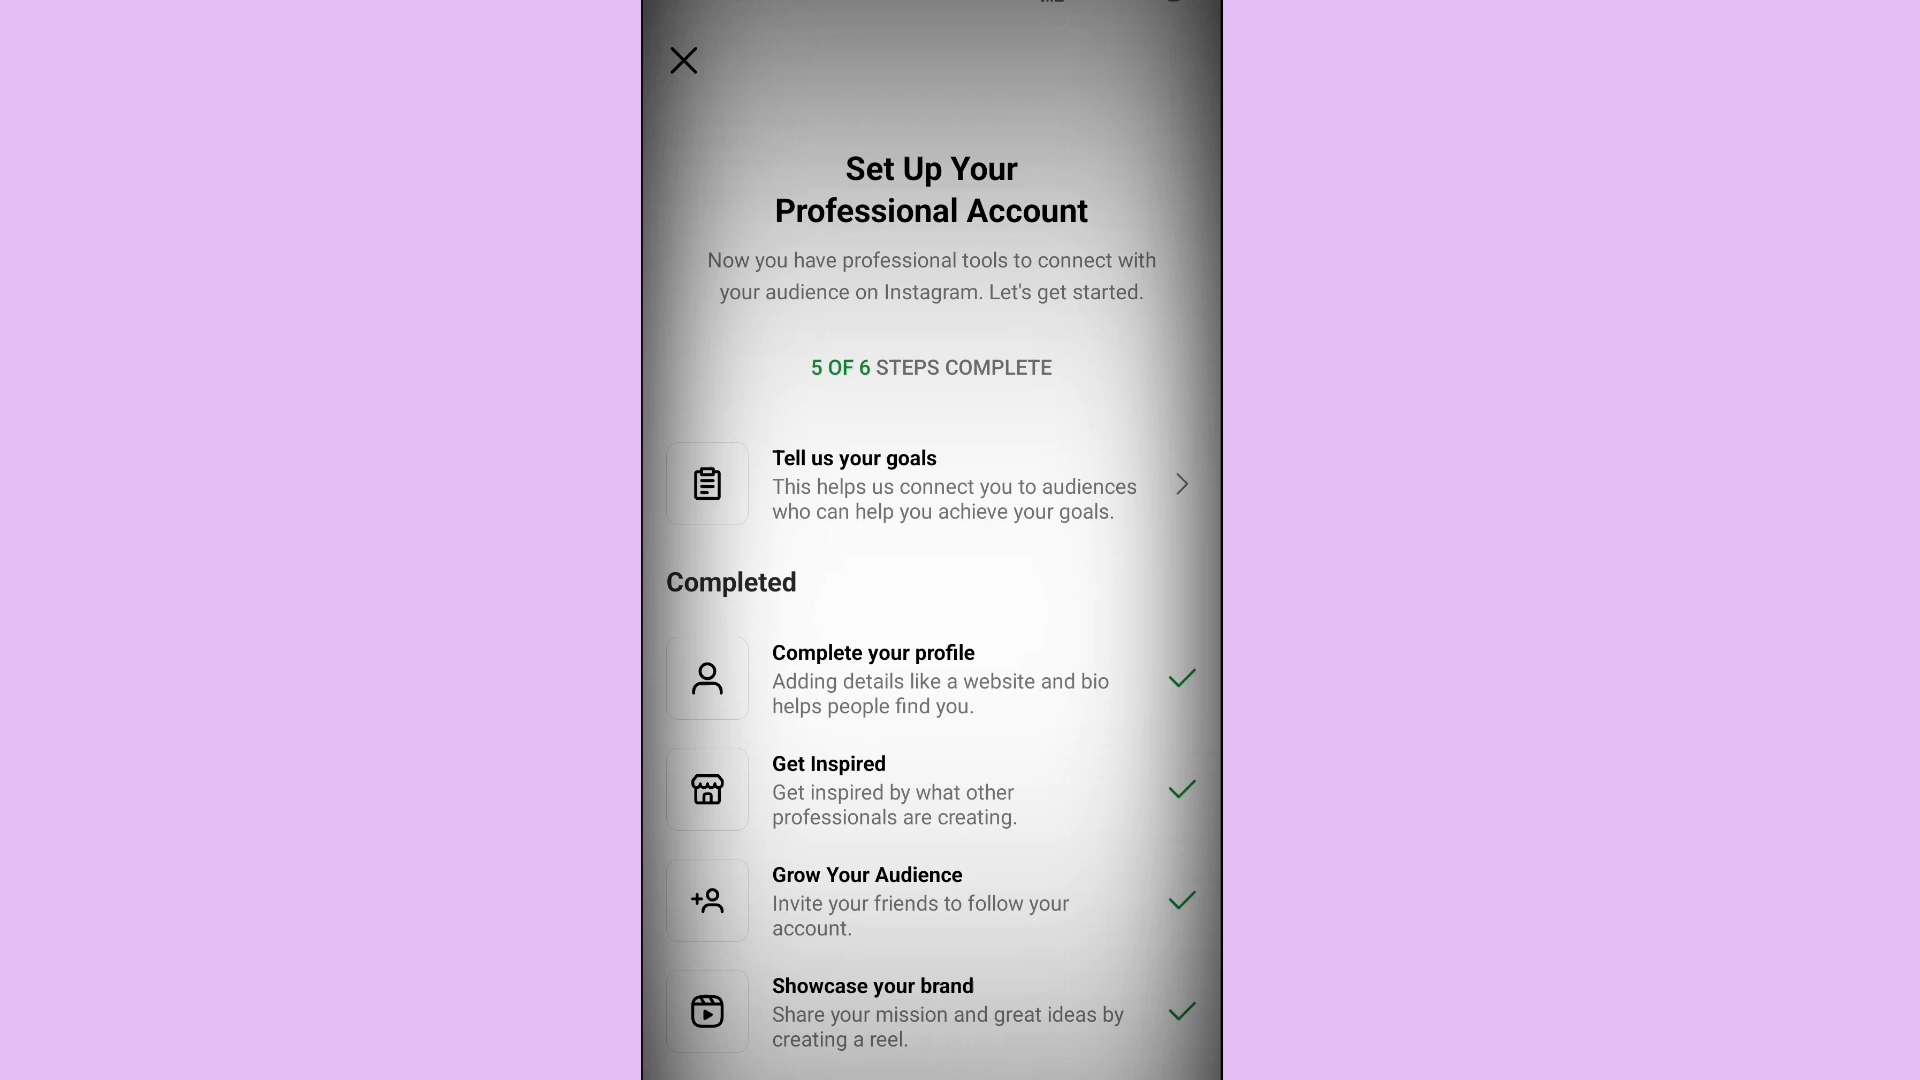 Set Up Your
Professional Account
Now you have professional tools to connect with
your audience on Instagram. Let's get started.
5 OF 6 STEPS COMPLETE
Tell us your goals
This helps us connect you to audiences
who can help you achieve your goals.
Completed
Complete your profile
Adding details like a website and bio
helps people find you.
Get Inspired
Get inspired by what other
professionals are creating.
Grow Your Audience
Invite your friends to follow your
account.
Showcase your brand
Share your mission and great ideas by
creating a reel.